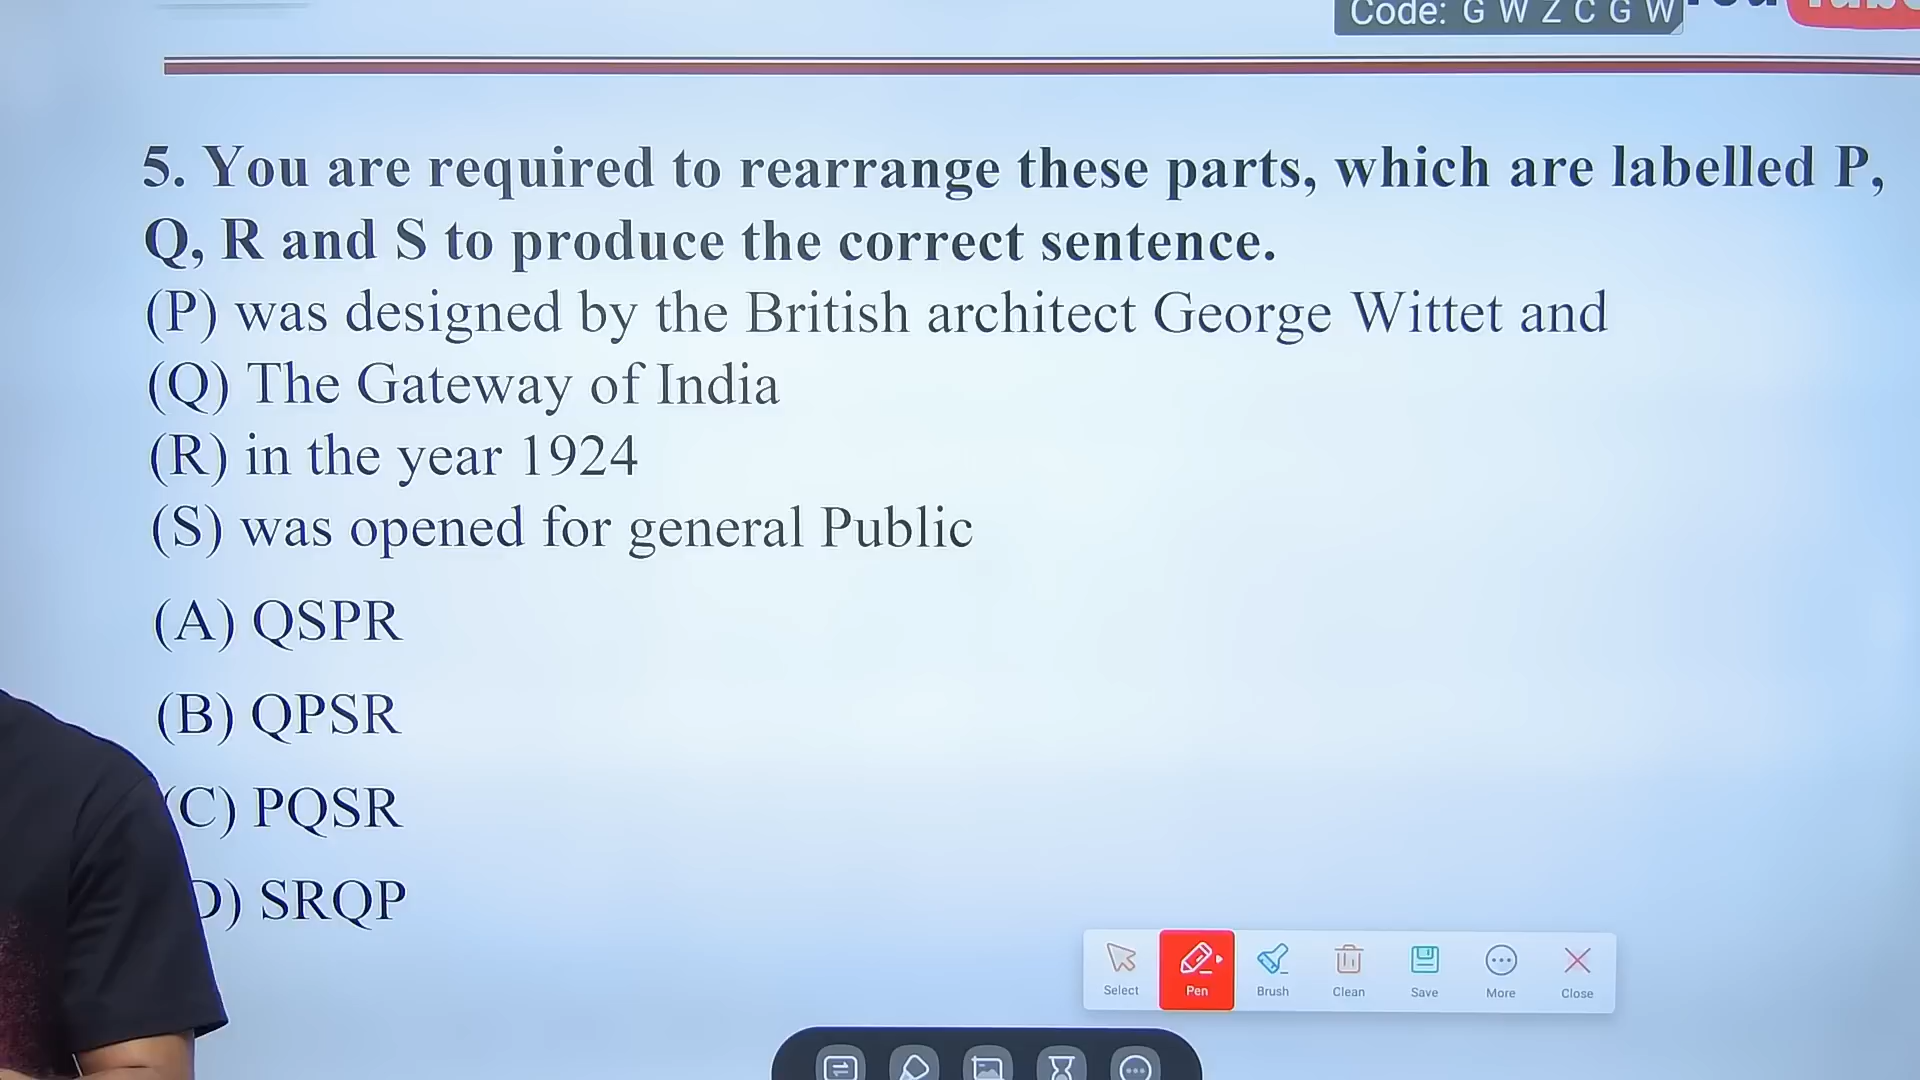 Code: G W Z C G W
5. You are required to rearrange these parts, which are labelled P,
Q, R and S to produce the correct sentence.
(P) was designed by the British architect George Wittet and
(Q) The Gateway of India
(R) in the year 1924
(S) was opened for general Public
(A) QSPR
(B) QPSR
(C) PQSR
D) SRQP
Select Pen Brush Clean Save More Close